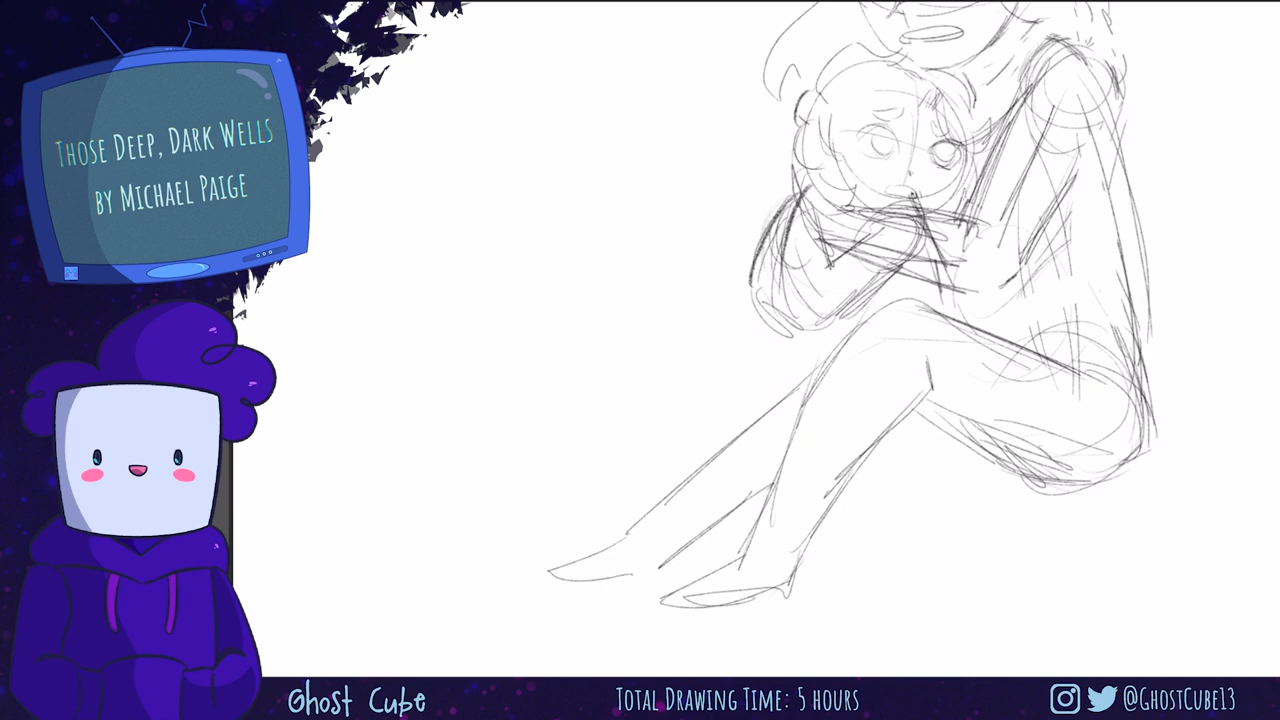 Those Deep, Dark Wells
by Michael Paige
Ghost Cube
Total Drawing Time: 5 hours
@GhostCube13